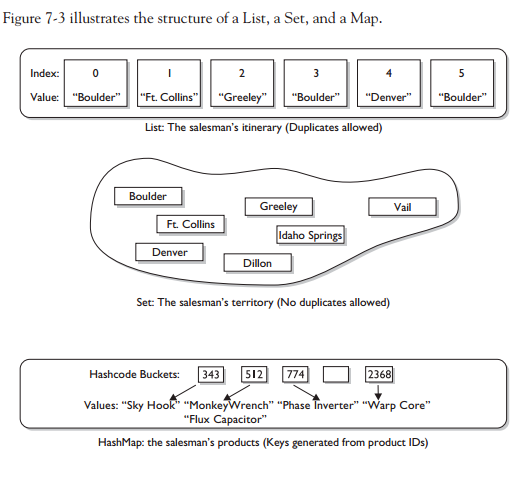 Figure 7-3 illustrates the structure of a List, a Set, and a Map.
Index: 0 1 2 3 4 5
Value: "Boulder" "Ft. Collins" "Greeley" "Boulder" "Denver" "Boulder"
List: The salesman's itinerary (Duplicates allowed)
Boulder
Greeley
Vail
Ft. Collins
Idaho Springs
Denver
Dillon
Set: The salesman's territory (No duplicates allowed)
Hashcode Buckets: 343 512 774 2368
Values: "Sky Hook" "MonkeyWrench" "Phase Inverter" "Warp Core"
"Flux Capacitor"
HashMap: the salesman's products (Keys generated from product IDs)